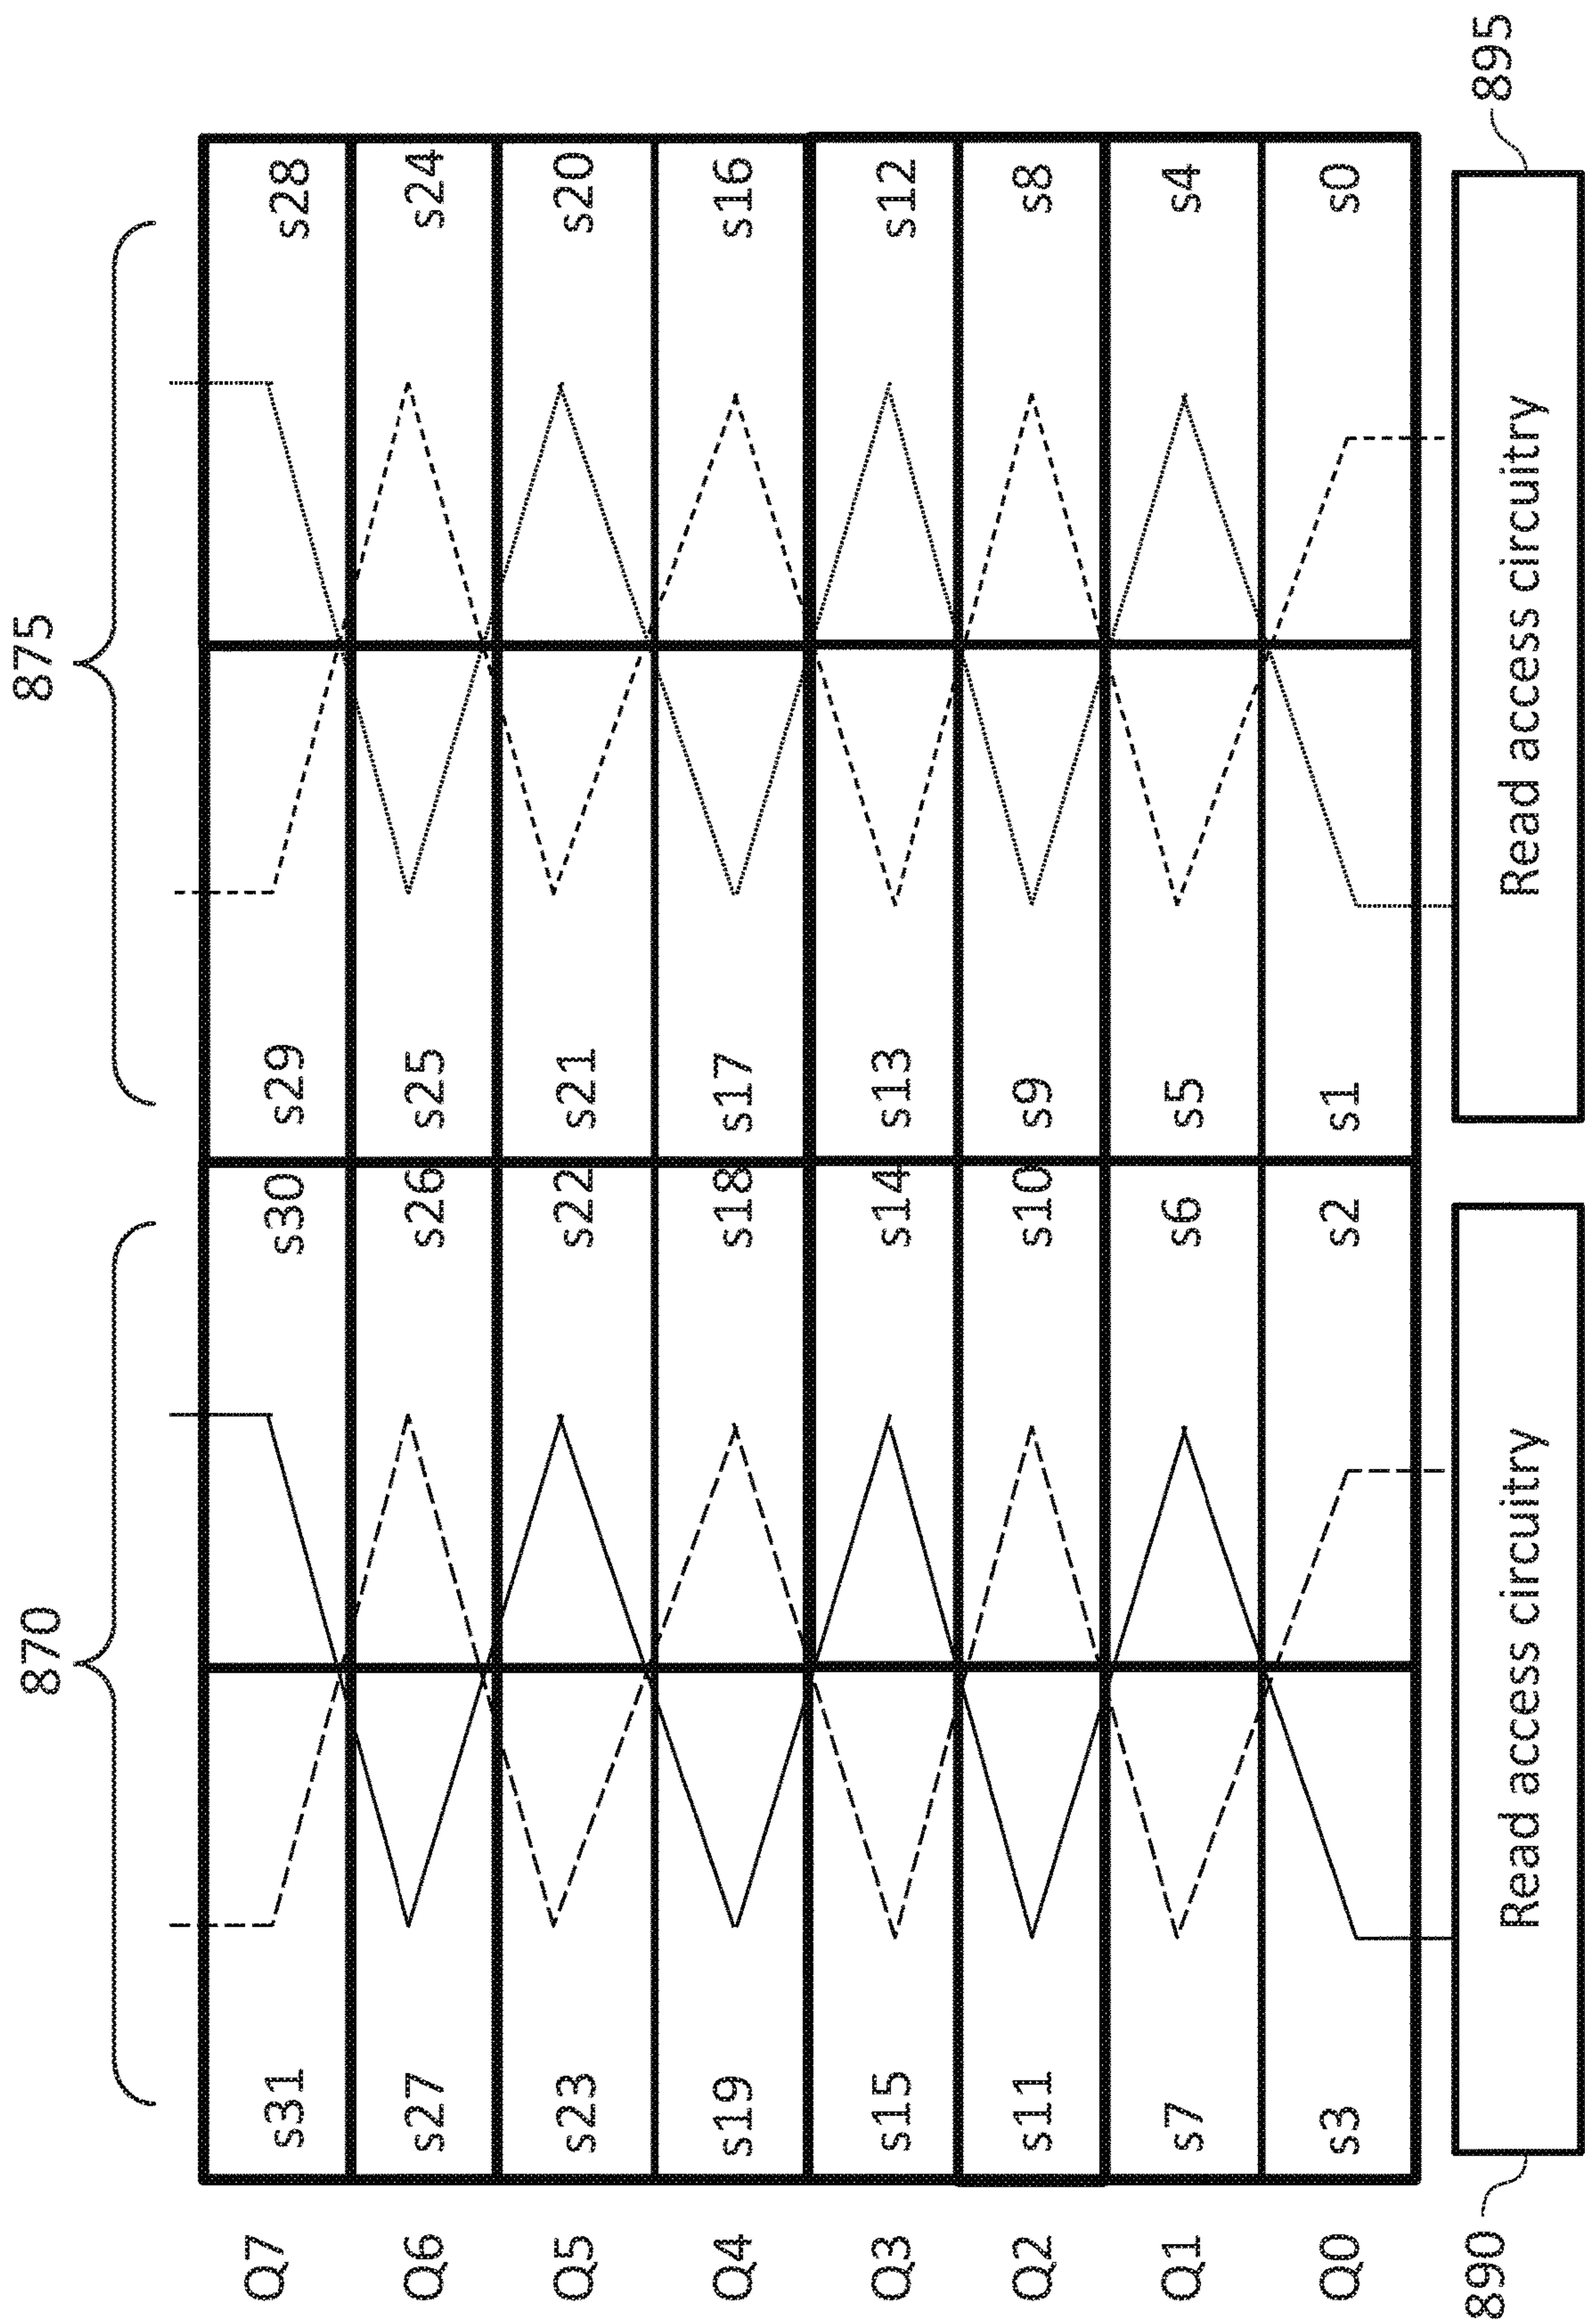 870 875
Q7 s31 s30 s29 s28
Q6 s27 s26 s25 s24
Q5 s23 s22 s21 s20
Q4 s19 s18 s17 s16
Q3 s15 s14 s13 s12
Q2 s11 s10 s9 s8
Q1 s7 s6 s5 s4
Q0 s3 s2 s1 s0
890 Read access circuitry Read access circuitry 895